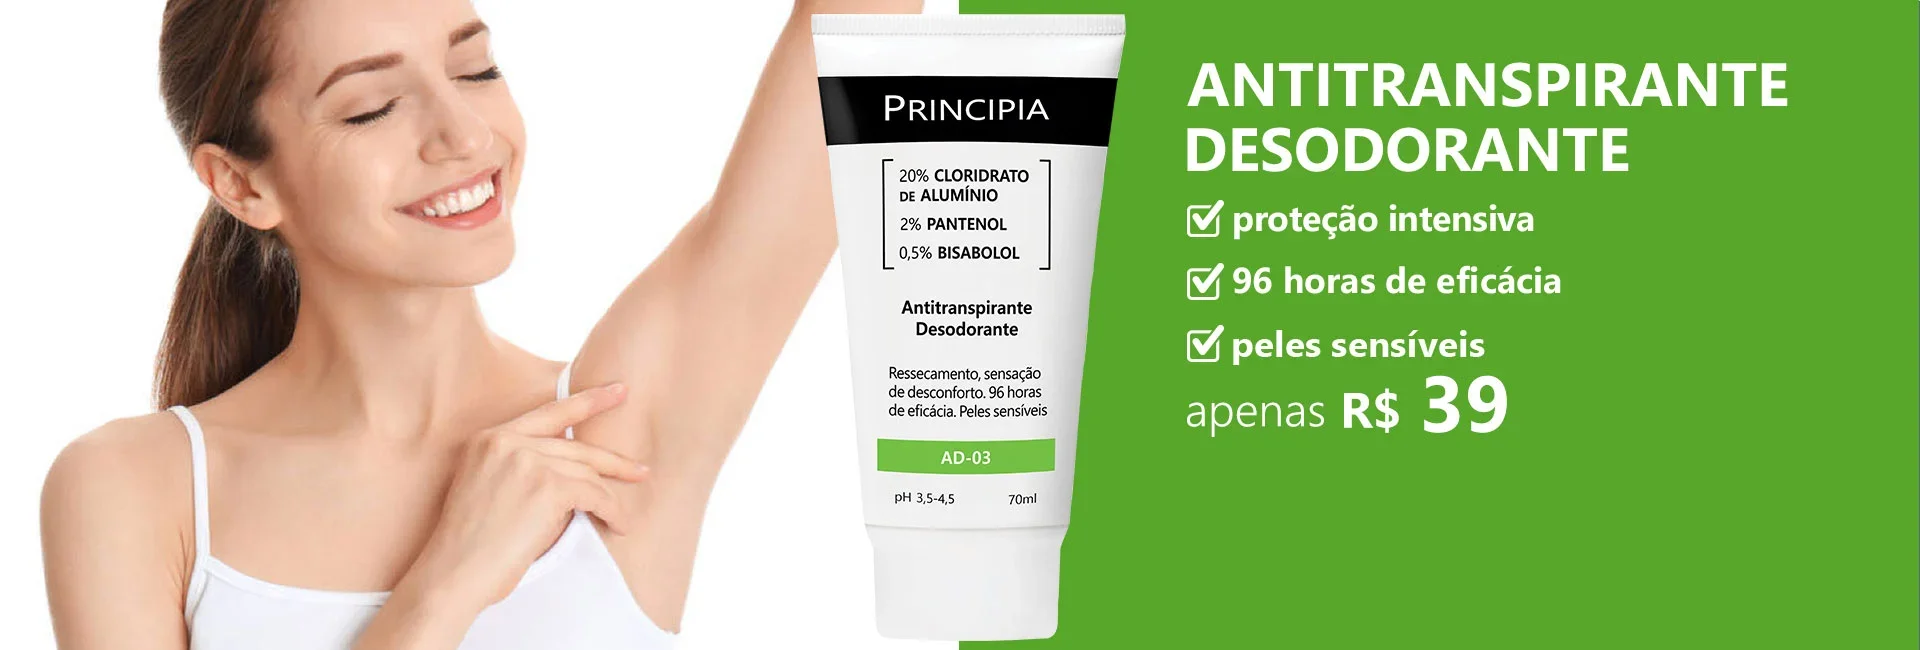 PRINCIPIA
20% CLORIDRATO
DE ALUMÍNIO
2% PANTENOL
0,5% BISABOLOL
Antitranspirante
Desodorante
Ressecamento, sensação
de desconforto. 96 horas
de eficácia. Peles sensíveis
AD-03
pH 3,5-4,5 70ml
ANTITRANSPIRANTE
DESODORANTE
proteção intensiva
96 horas de eficácia
peles sensíveis
apenas R$ 39